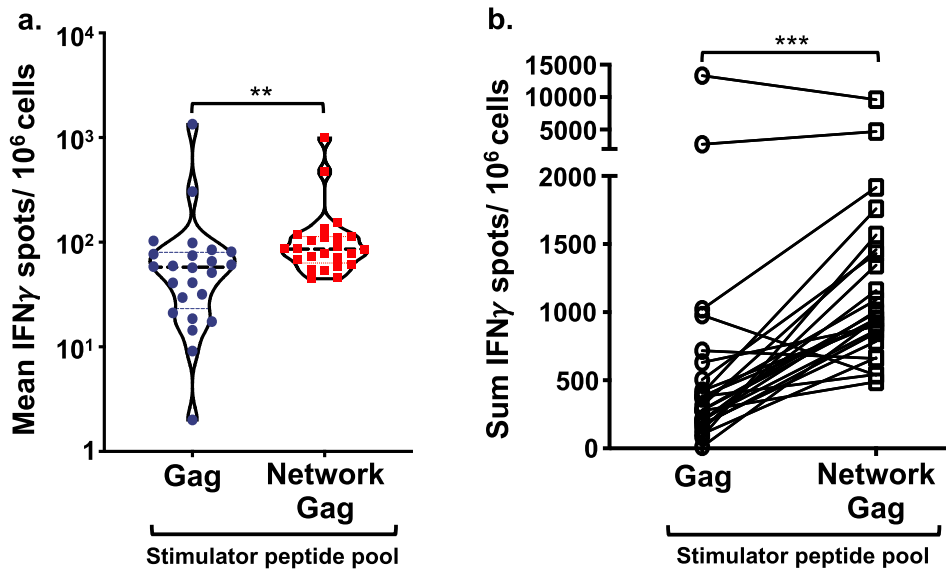 a.
Mean IFNγ spots/ 10⁶ cells
10⁴
10³
10²
10¹
1
**
Gag
Network
Gag
Stimulator peptide pool
b.
Sum IFNγ spots/ 10⁶ cells
15000
10000
5000
2000
1500
1000
500
0
***
Gag
Network
Gag
Stimulator peptide pool